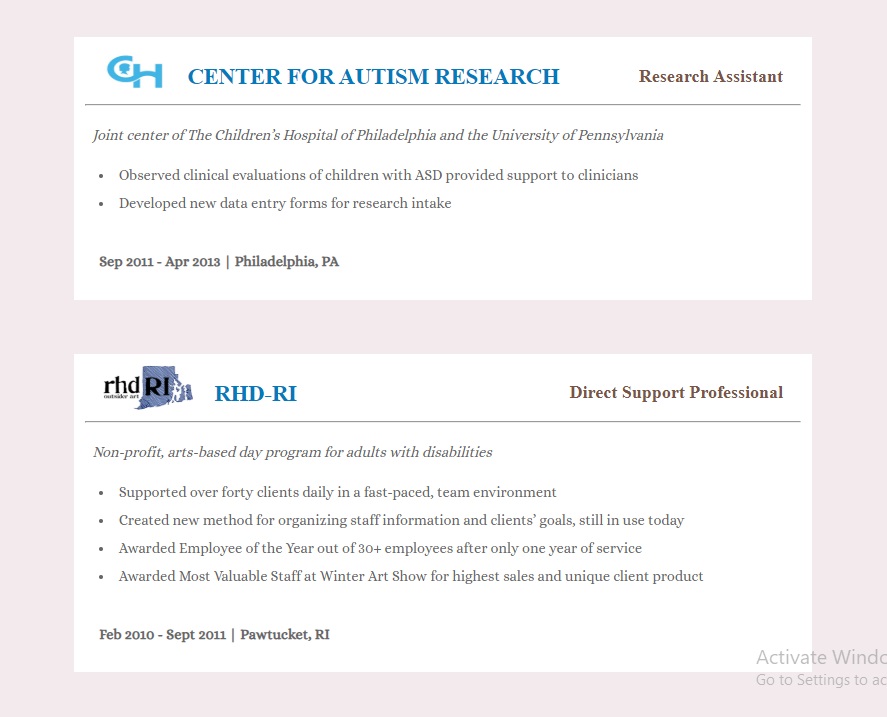 CH
CENTER FOR AUTISM RESEARCH
Research Assistant
Joint center of The Children's Hospital of Philadelphia and the University of Pennsylvania
• Observed clinical evaluations of children with ASD provided support to clinicians
• Developed new data entry forms for research intake
Sep 2011 - Apr 2013 | Philadelphia, PA
rhd RI
outsider art
RHD-RI
Direct Support Professional
Non-profit, arts-based day program for adults with disabilities
• Supported over forty clients daily in a fast-paced, team environment
• Created new method for organizing staff information and clients' goals, still in use today
• Awarded Employee of the Year out of 30+ employees after only one year of service
• Awarded Most Valuable Staff at Winter Art Show for highest sales and unique client product
Feb 2010 - Sept 2011 | Pawtucket, RI
Activate Windo
Go to Settings to ac